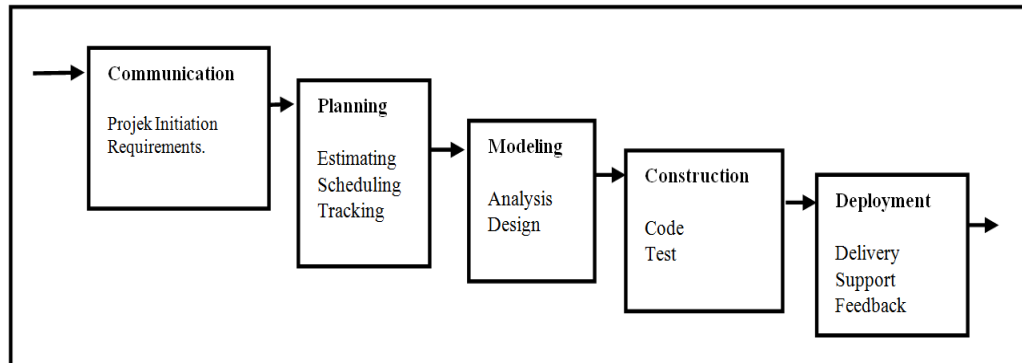 Communication
Projek Initiation
Requirements.
Planning
Estimating
Scheduling
Tracking
Modeling
Analysis
Design
Construction
Code
Test
Deployment
Delivery
Support
Feedback